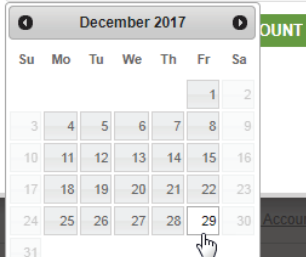 December 2017
OUNT
Su Mo Tu We Th Fr Sa
1 2
3 4 5 6 7 8 9
10 11 12 13 14 15 16
17 18 19 20 21 22 23
24 25 26 27 28 29 30
Accou
31